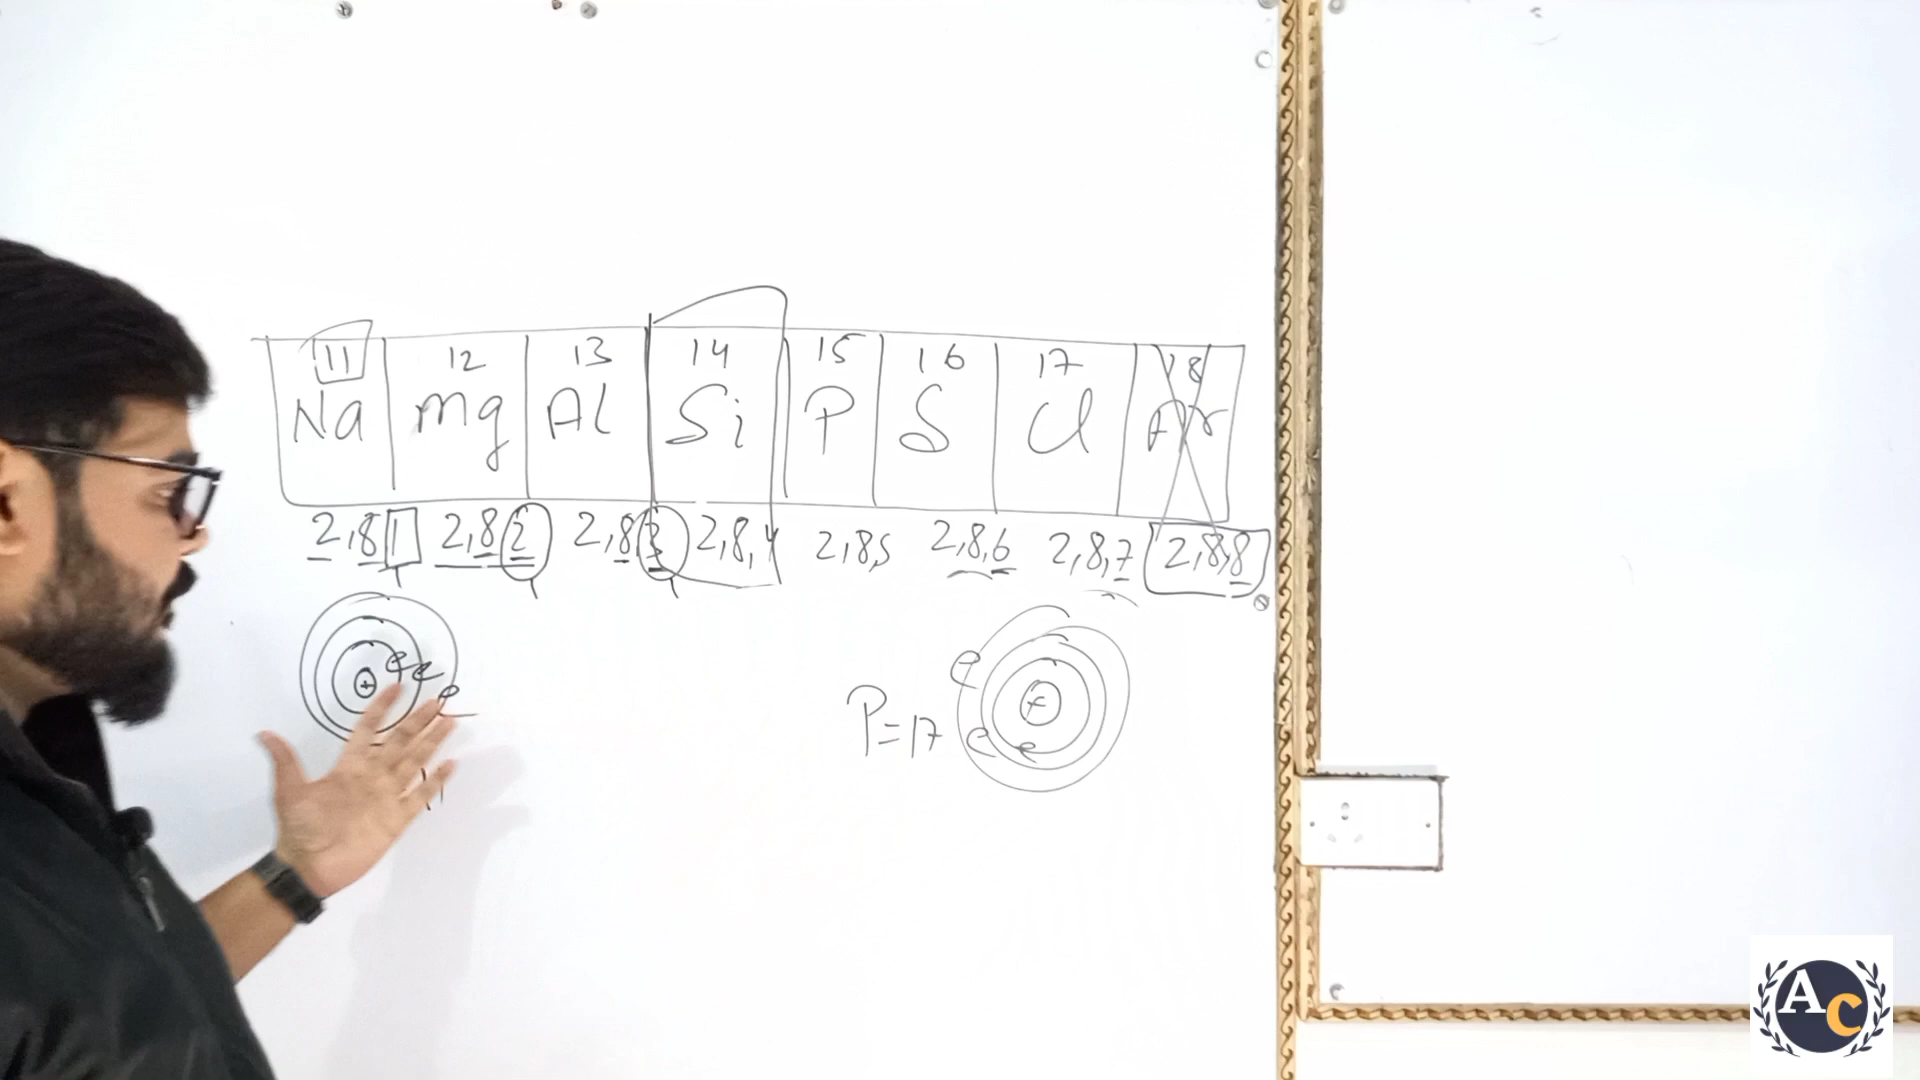 11 12 13 14 15 16 17 18
Na Mg Al Si P S Cl Ar
2,8,1 2,8,2 2,8,3 2,8,4 2,8,5 2,8,6 2,8,7 2,8,8
+ e e e
P=17 + e e e
11
AC